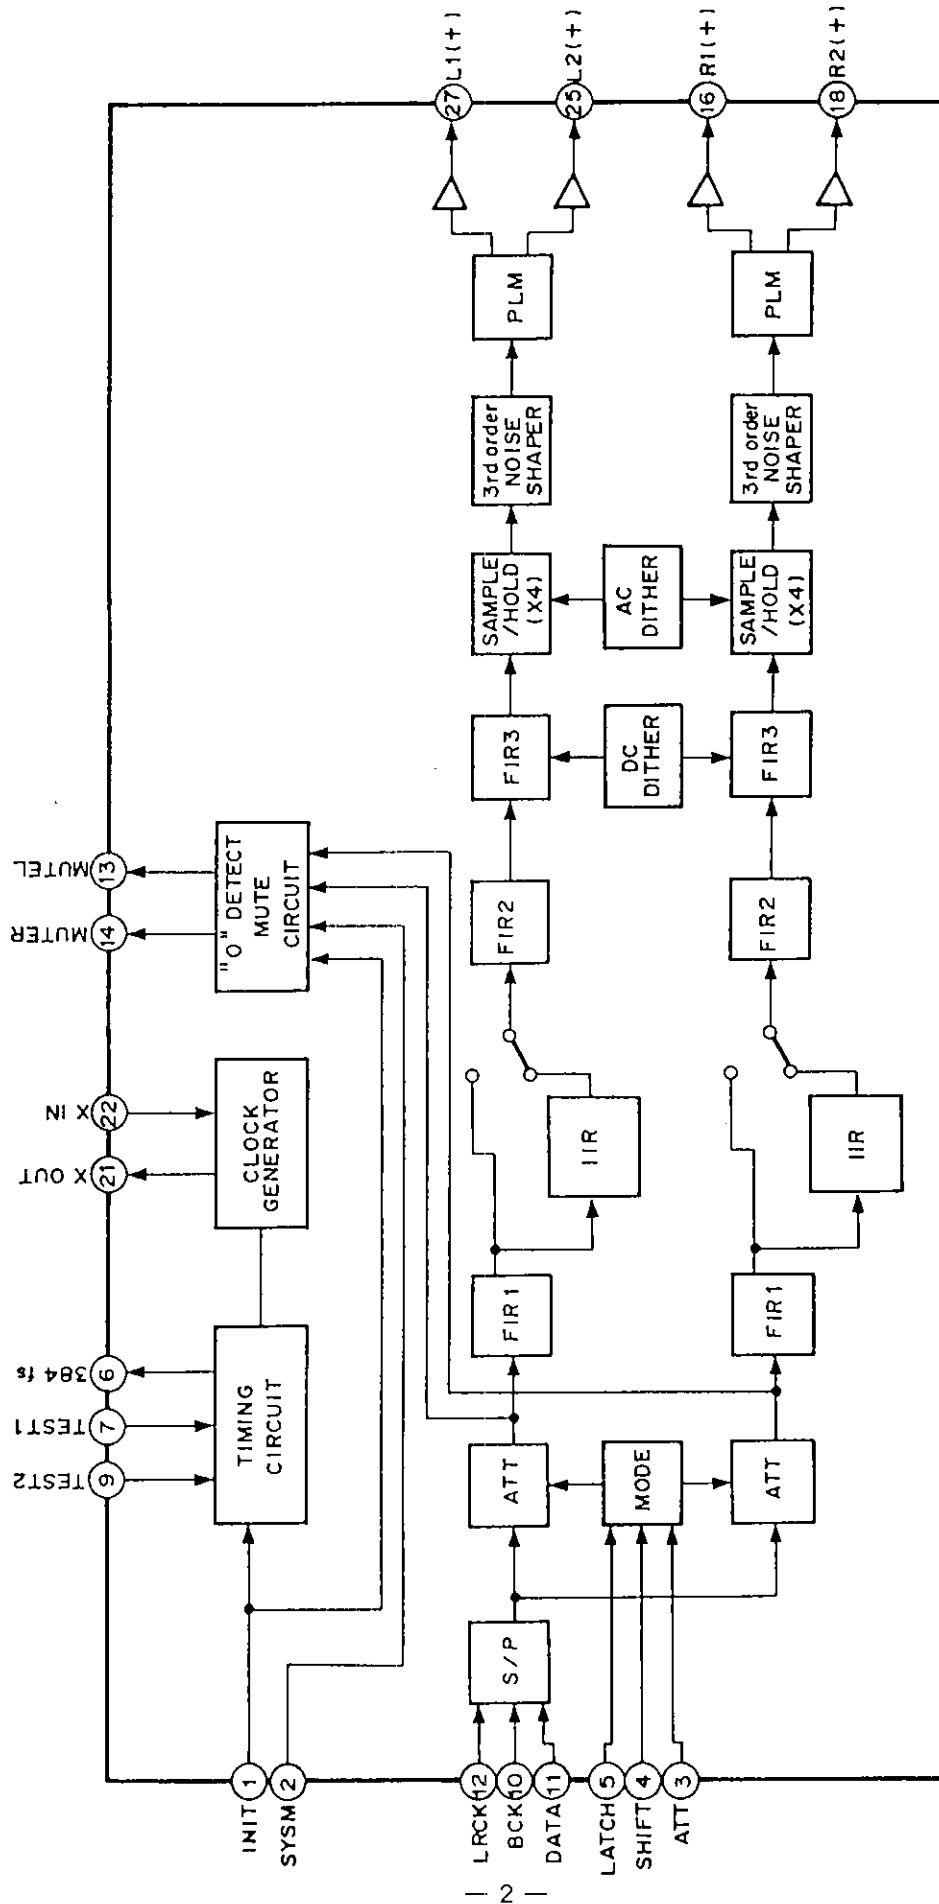 L1(+)
27
L2(+)
25
R1(+)
16
R2(+)
18
PLM
PLM
3rd order
NOISE
SHAPER
3rd order
NOISE
SHAPER
SAMPLE
/HOLD
(X4)
AC
DITHER
SAMPLE
/HOLD
(X4)
FIR3
DC
DITHER
FIR3
MUTEL
13
MUTER
14
"O" DETECT
MUTE
CIRCUIT
FIR2
FIR2
X IN
22
X OUT
21
CLOCK
GENERATOR
IIR
IIR
FIR1
FIR1
384 fs
6
TEST1
7
TEST2
9
TIMING
CIRCUIT
ATT
MODE
ATT
S/P
INIT
1
SYSM
2
LRCK
12
BCK
10
DATA
11
LATCH
5
SHIFT
4
ATT
3
— 2 —